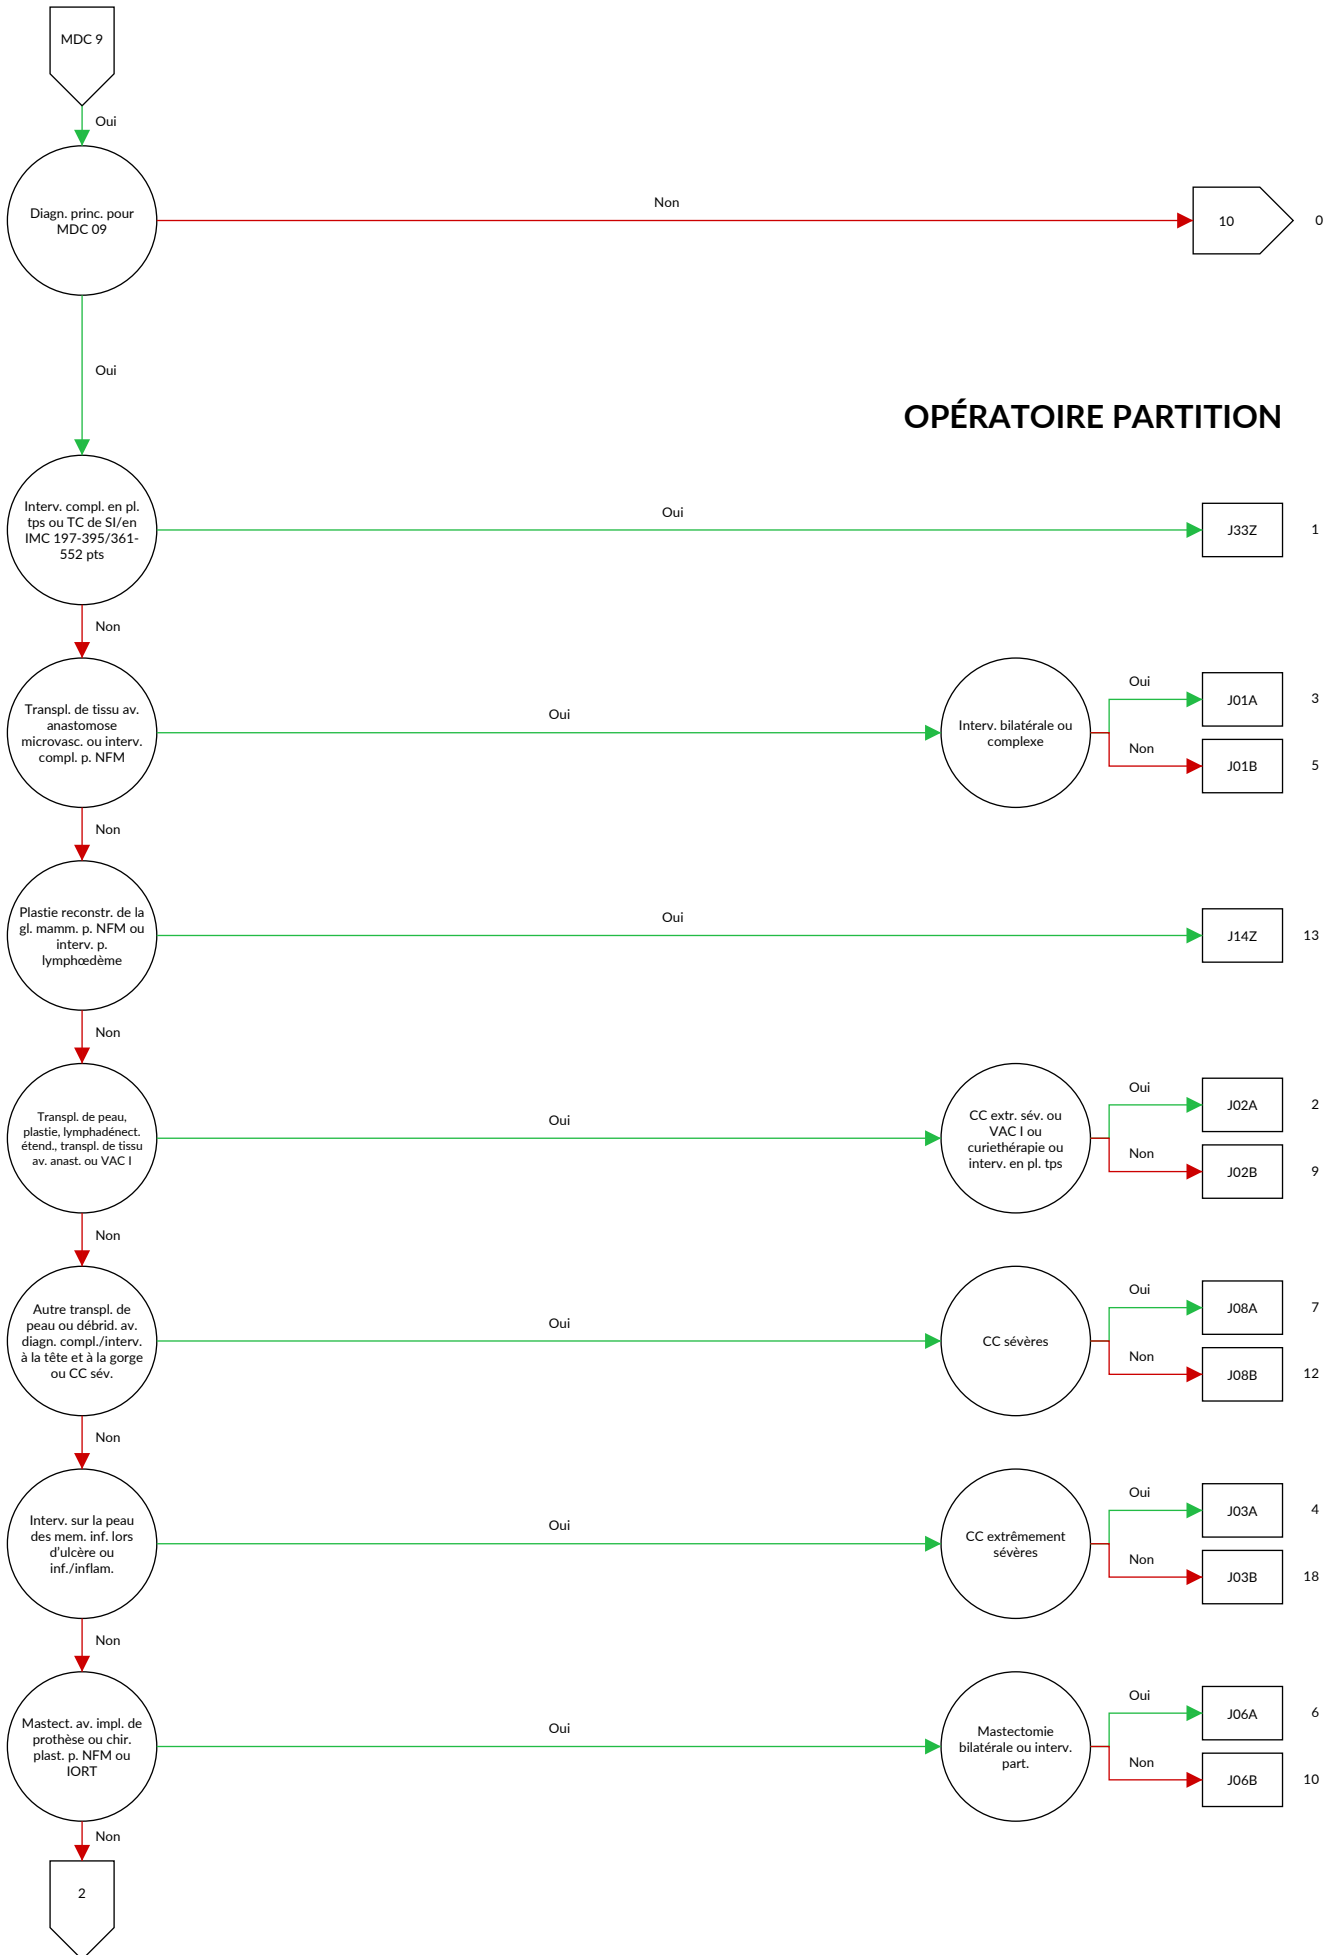 MDC 9
Oui
Diagn. princ. pour
MDC 09
Non
10
0
Oui
OPÉRATOIRE PARTITION
Interv. compl. en pl.
tps ou TC de SI/en
IMC 197-395/361-
552 pts
Oui
J33Z
1
Non
Transpl. de tissu av.
anastomose
microvasc. ou interv.
compl. p. NFM
Oui
Interv. bilatérale ou
complexe
Oui
J01A
3
Non
J01B
5
Non
Plastie reconstr. de la
gl. mamm. p. NFM ou
interv. p.
lymphœdème
Oui
J14Z
13
Non
Transpl. de peau,
plastie, lymphadénect.
étend., transpl. de tissu
av. anast. ou VAC I
Oui
CC extr. sév. ou
VAC I ou
curiethérapie ou
interv. en pl. tps
Oui
J02A
2
Non
J02B
9
Non
Autre transpl. de
peau ou débrid. av.
diagn. compl./interv.
à la tête et à la gorge
ou CC sév.
Oui
CC sévères
Oui
J08A
7
Non
J08B
12
Non
Interv. sur la peau
des mem. inf. lors
d'ulcère ou
inf./inflam.
Oui
CC extrêmement
sévères
Oui
J03A
4
Non
J03B
18
Non
Mastect. av. impl. de
prothèse ou chir.
plast. p. NFM ou
IORT
Oui
Mastectomie
bilatérale ou interv.
part.
Oui
J06A
6
Non
J06B
10
Non
2